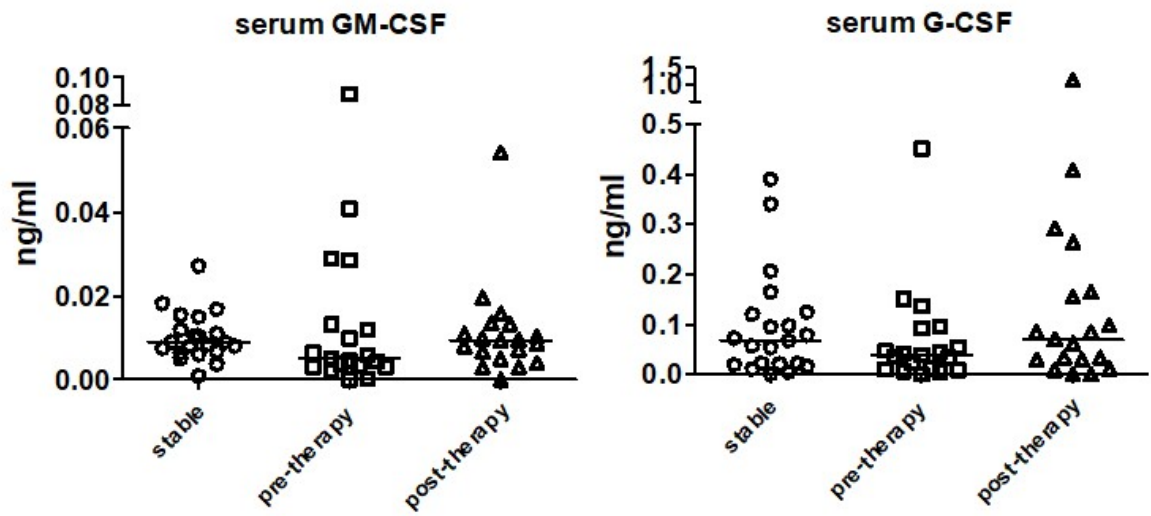 serum GM-CSF
ng/ml
0.10
0.08
0.06
0.04
0.02
0.00
stable
pre-therapy
post-therapy
serum G-CSF
ng/ml
1.5
1.0
0.5
0.4
0.3
0.2
0.1
0.0
stable
pre-therapy
post-therapy